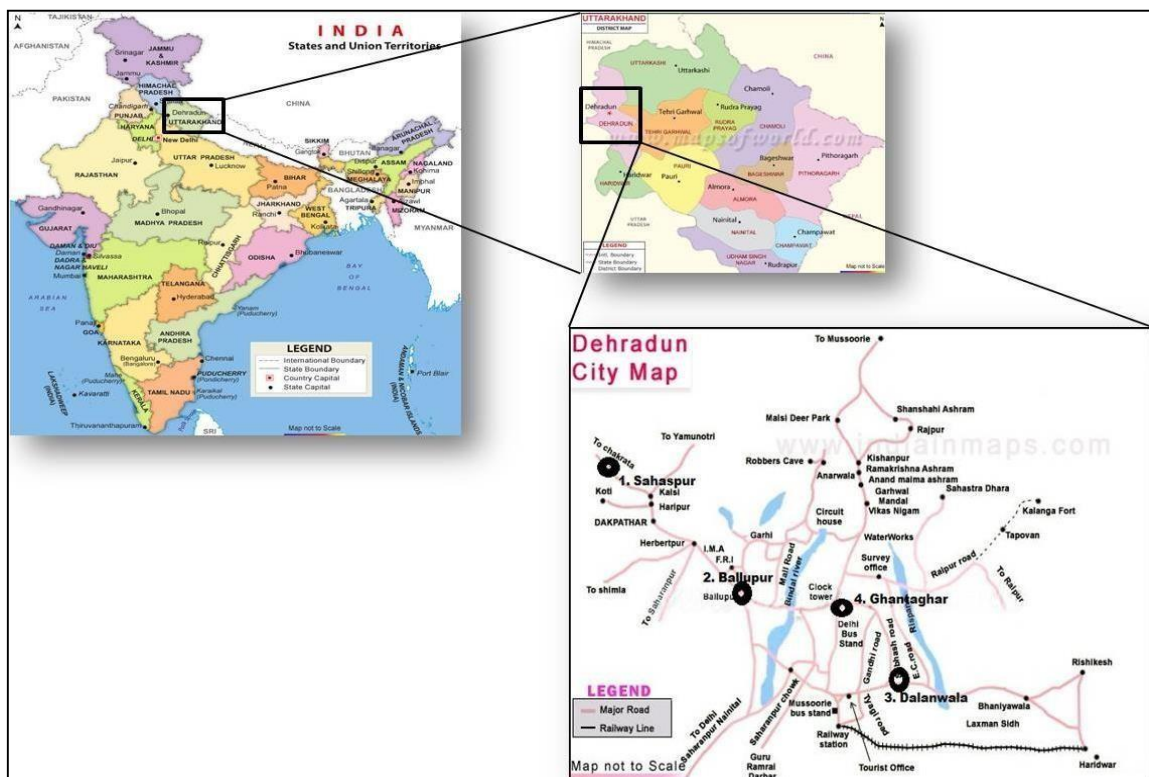 INDIA
States and Union Territories
N
TAJIKISTAN
AFGHANISTAN
JAMMU &
KASHMIR
Srinagar
Jammu
HIMACHAL
PRADESH
PAKISTAN
Chandigarh
PUNJAB
Dehradun
UTTARAKHAND
HARYANA
DELHI
New Delhi
CHINA
RAJASTHAN
Jaipur
UTTAR PRADESH
Lucknow
SIKKIM
BHUTAN
ARUNACHAL
PRADESH
Dispur
ASSAM
NAGALAND
Kohima
Shillong
MEGHALAYA
Imphal
MANIPUR
BANGLADESH
Agartala
TRIPURA
MIZORAM
MYANMAR
BIHAR
Patna
JHARKHAND
Ranchi
WEST
BENGAL
Kolkata
Gandhinagar
GUJARAT
Bhopal
MADHYA PRADESH
Raipur
CHHATTISGARH
DAMAN & DIU
Daman
Silvassa
DADRA &
NAGAR HAVELI
Mumbai
MAHARASHTRA
ODISHA
Bhubaneswar
TELANGANA
Hyderabad
ARABIAN
SEA
BAY
OF
BENGAL
Yanam
(Puducherry)
Panaji
GOA
KARNATAKA
ANDHRA
PRADESH
Bengaluru
(Bangalore)
Chennai
Mahe
(Puducherry)
PUDUCHERRY
(Pondicherry)
Karaikal
(Puducherry)
TAMIL NADU
KERALA
LAKSHADWEEP
(INDIA)
Kavaratti
Thiruvananthapuram
SRI
ANDAMAN & NICOBAR ISLANDS
(INDIA)
Port Blair
LEGEND
International Boundary
State Boundary
Country Capital
State Capital
Map not to Scale
UTTARAKHAND
DISTRICT MAP
N
HIMACHAL
PRADESH
CHINA
UTTARKASHI
Uttarkashi
Chamoli
CHAMOLI
Dehradun
DEHRADUN
Tehri Garhwal
TEHRI GARHWAL
Rudra Prayag
RUDRA
PRAYAG
www.mapsofworld.com
Haridwar
HARIDWAR
PAURI
Pauri
Bageshwar
BAGESHWAR
Pithoragarh
PITHORAGARH
Almora
ALMORA
UTTAR
PRADESH
Nainital
NAINITAL
Champawat
CHAMPAWAT
UDHAM SINGH
NAGAR
Rudrapur
LEGEND
State Boundary
District Boundary
Map not to Scale
Dehradun
City Map
www.indiainmaps.com
To Mussoorie
Malsi Deer Park
Shanshahi Ashram
Rajpur
To Yamunotri
To chakrata
1. Sahaspur
Koti
Kalsi
Haripur
DAKPATHAR
Herbertpur
To shimla
To Saharanpur
Robbers Cave
Anarwala
Kishanpur
Ramakrishna Ashram
Anand maima ashram
Garhwal
Mandal
Vikas Nigam
Sahastra Dhara
Kalanga Fort
Tapovan
Circuit
house
Garhi
I.M.A
F.R.I
2. Ballupur
Mall Road
Bindal river
WaterWorks
Survey
office
Raipur road
To Raipur
Clock
tower
4. Ghantaghar
Delhi
Bus
Stand
Gandhi road
E.C.road
3. Dalanwala
Rishikesh
Bhaniyawala
Laxman Sidh
Haridwar
Tyagi road
Mussoorie
bus stand
Railway
station
Tourist Office
Saharanpur chowk
To Delhi
Saharanpur Nainital
Guru
Ramrai
Darbar
LEGEND
Major Road
Railway Line
Map not to Scale